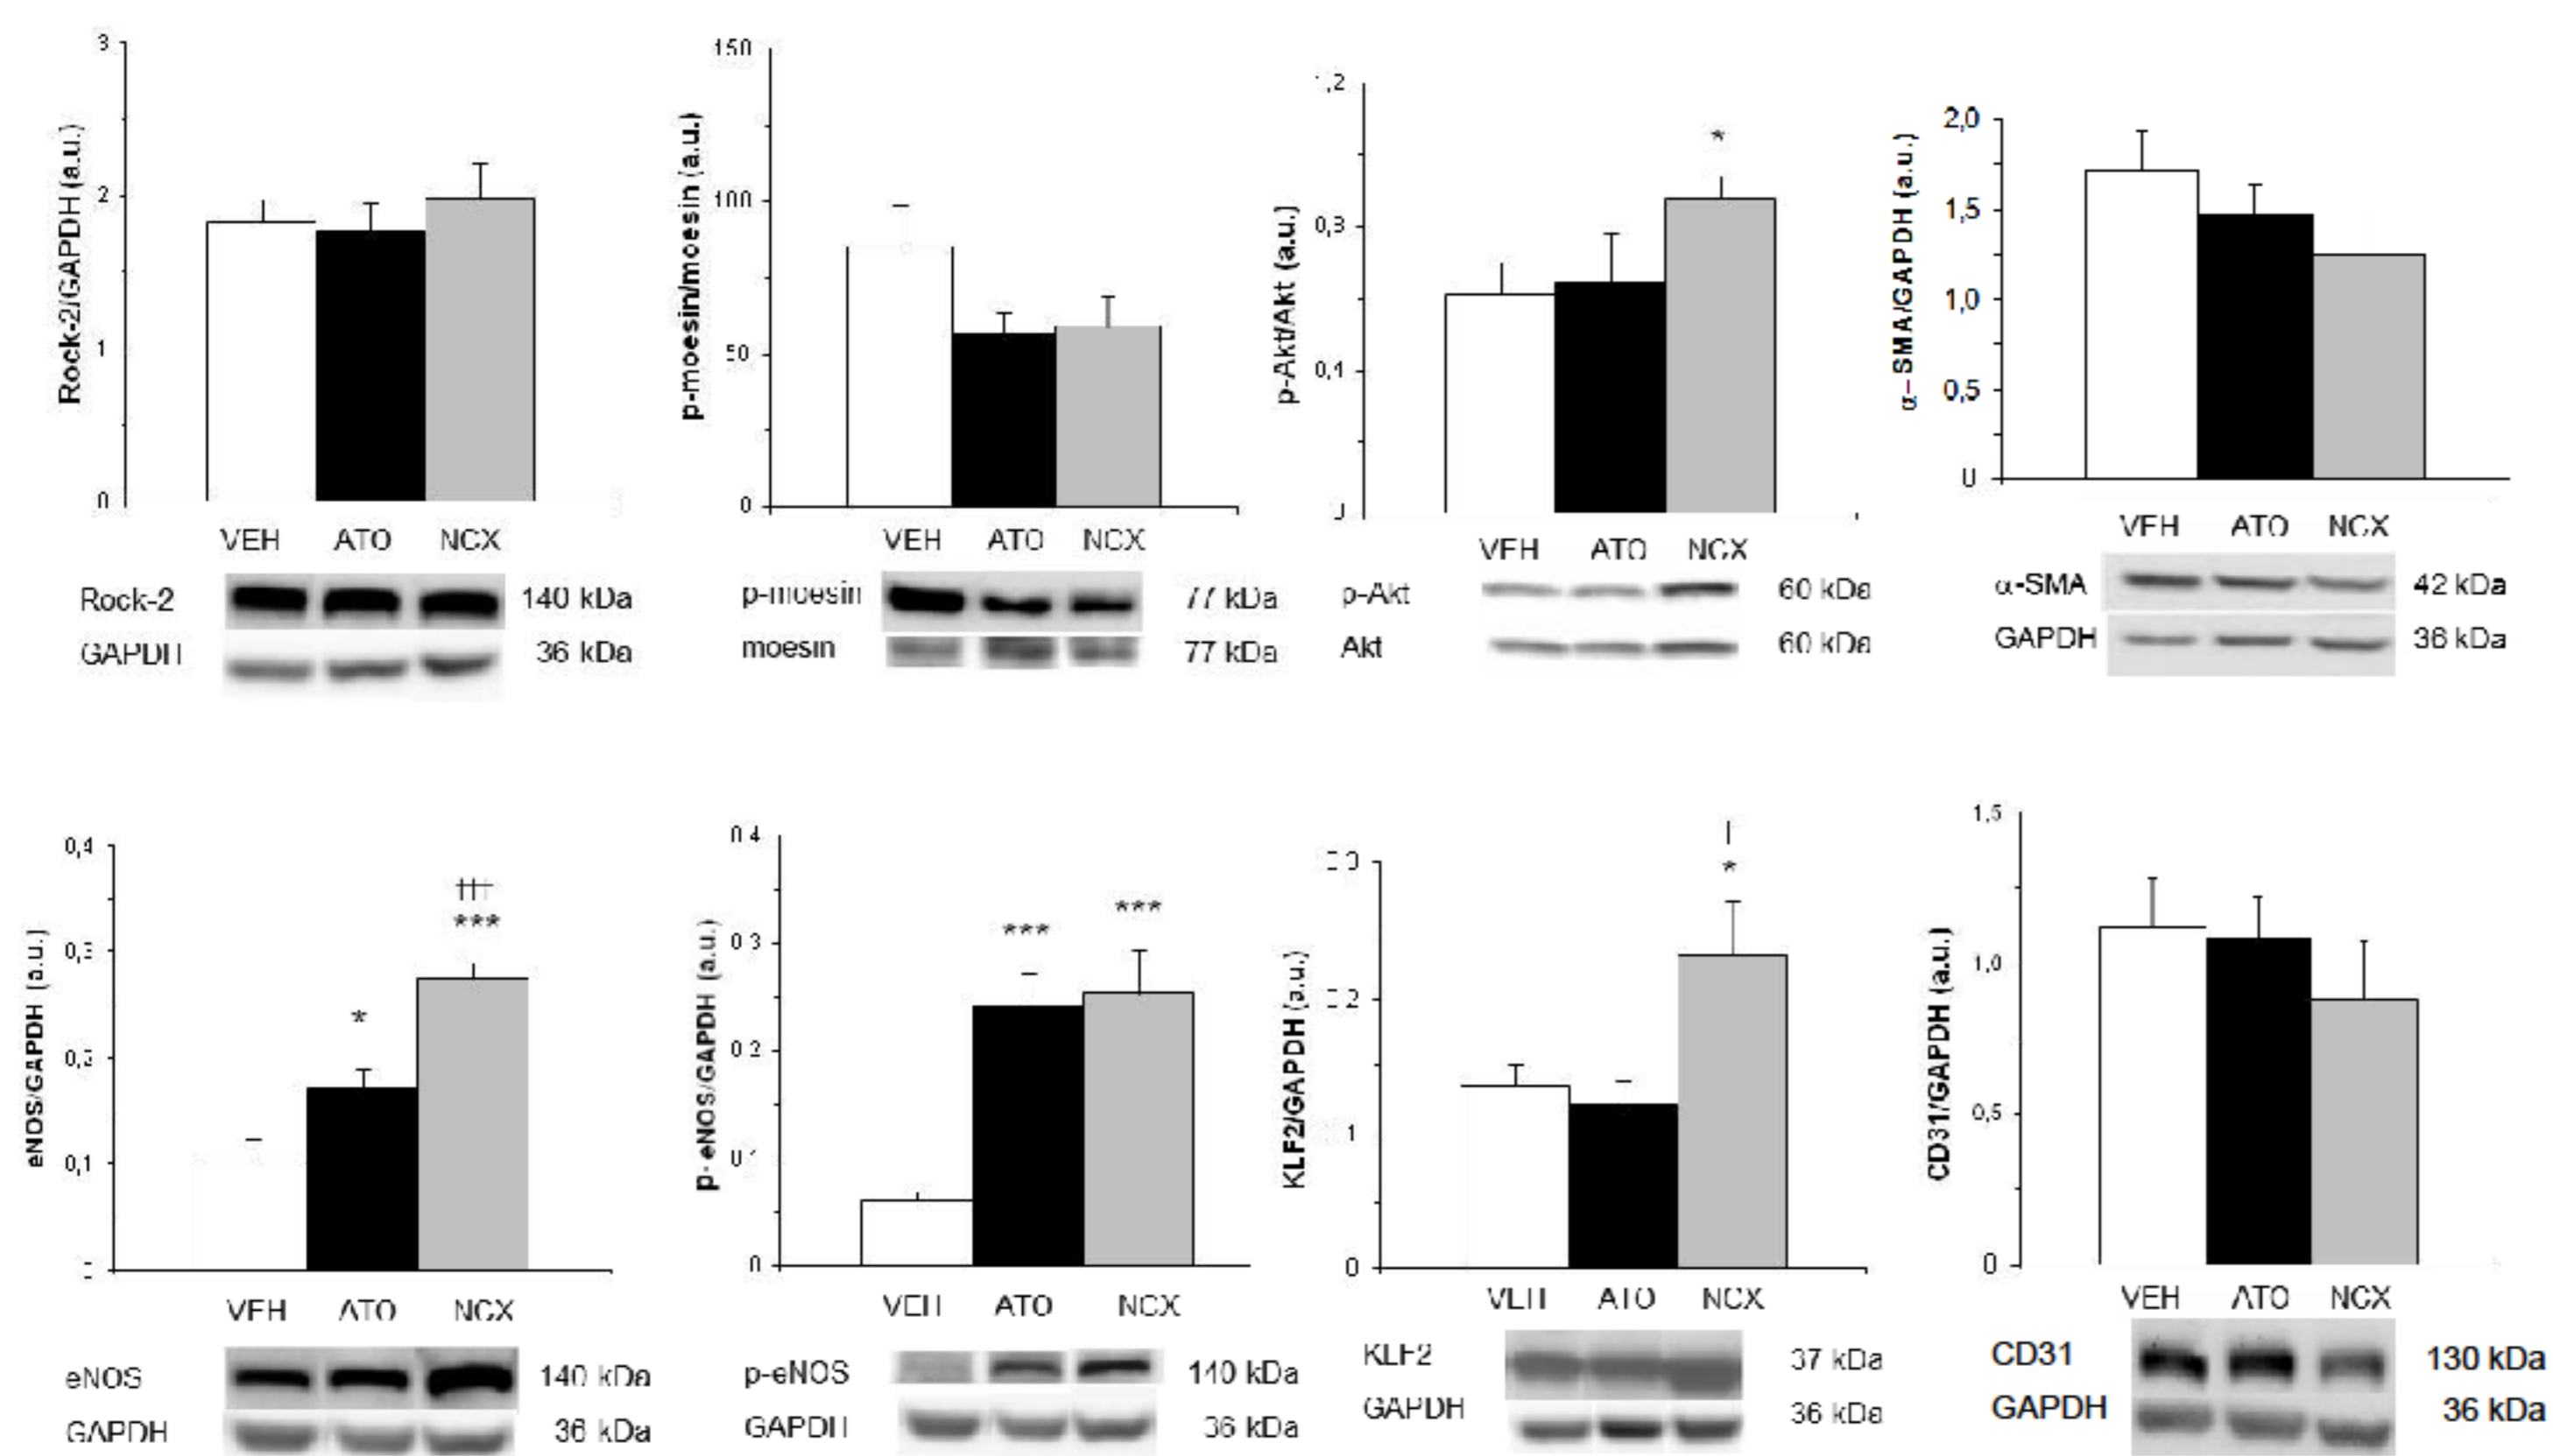 Rock-2/GAPDH (a.u.)
3
2
1
0
VEH ATO NCX
Rock-2 140 kDa
GAPDH 36 kDa
p-moesin/moesin (a.u.)
150
100
50
0
VEH ATO NCX
p-moesin 77 kDa
moesin 77 kDa
p-Akt/Akt (a.u.)
*
VEH ATO NCX
p-Akt 60 kDa
Akt 60 kDa
α-SMA/GAPDH (a.u.)
2,0
1,5
1,0
0,5
0
VEH ATO NCX
α-SMA 42 kDa
GAPDH 36 kDa
eNOS/GAPDH (a.u.)
0,4
0,3
0,2
0,1
*
†††
***
VEH ATO NCX
eNOS 140 kDa
GAPDH 36 kDa
p-eNOS/GAPDH (a.u.)
0 4
0 3
0 2
0
***
***
VEH ATO NCX
p-eNOS 140 kDa
GAPDH 36 kDa
KLF2/GAPDH (a.u.)
1
0
*
VEH ATO NCX
KLF2 37 kDa
GAPDH 36 kDa
CD31/GAPDH (a.u.)
1,5
1,0
0,5
0
VEH ATO NCX
CD31 130 kDa
GAPDH 36 kDa